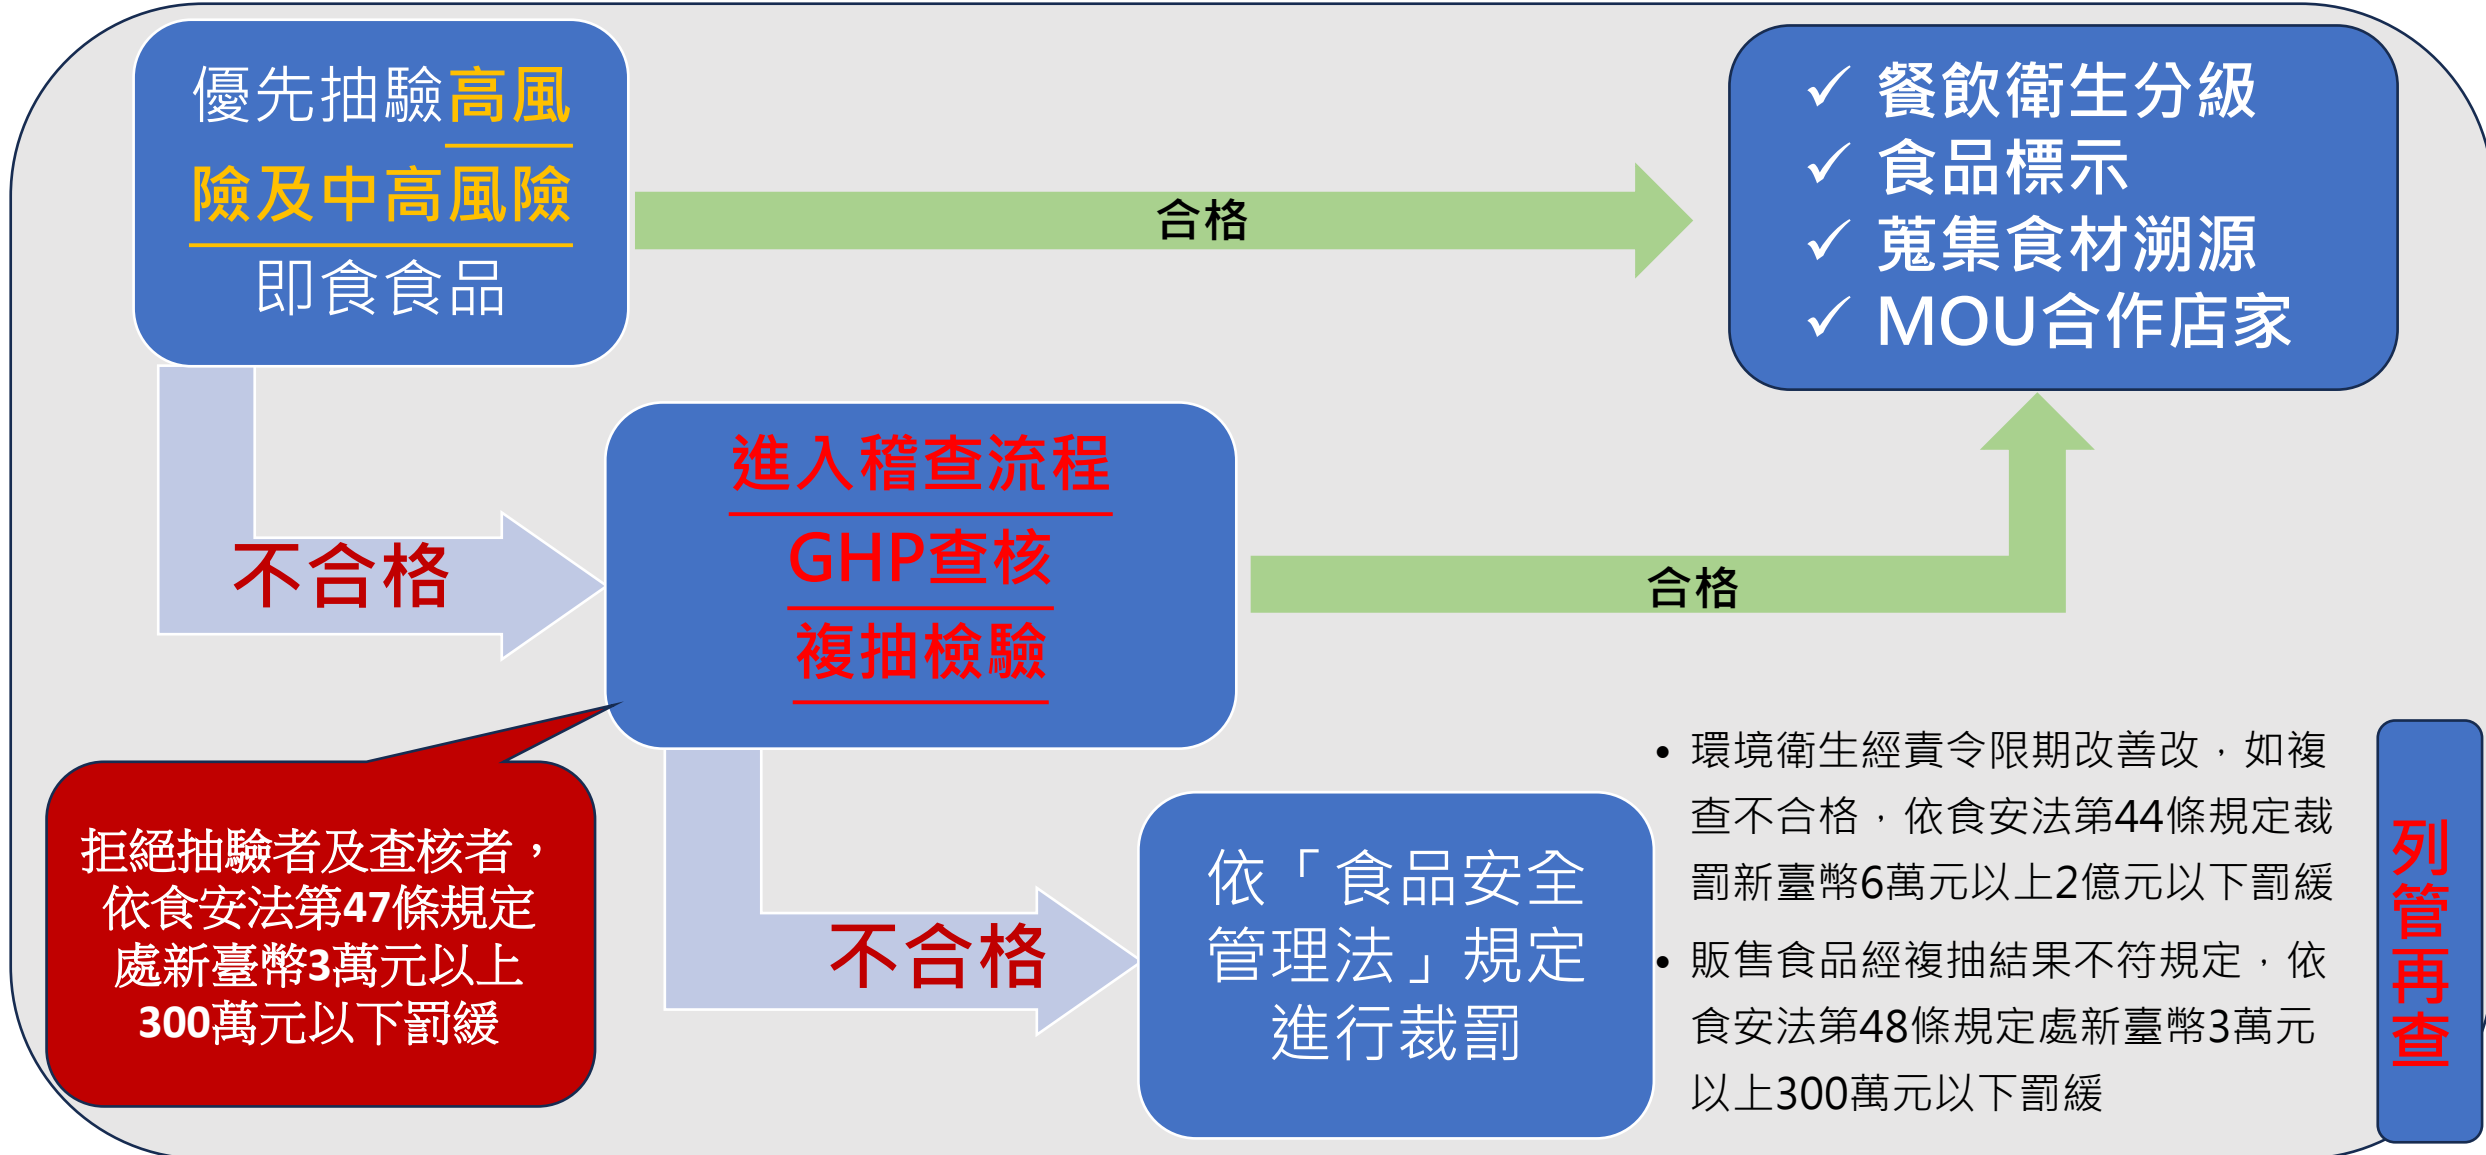 優先抽驗高風
險及中高風險
即食食品
合格
✓ 餐飲衛生分級
✓ 食品標示
✓ 蒐集食材溯源
✓ MOU合作店家
不合格
進入稽查流程
GHP查核
複抽檢驗
合格
拒絕抽驗者及查核者，
依食安法第47條規定
處新臺幣3萬元以上
300萬元以下罰緩
不合格
依「食品安全
管理法」規定
進行裁罰
• 環境衛生經責令限期改善改，如複
查不合格，依食安法第44條規定裁
罰新臺幣6萬元以上2億元以下罰緩
• 販售食品經複抽結果不符規定，依
食安法第48條規定處新臺幣3萬元
以上300萬元以下罰緩
列管再查